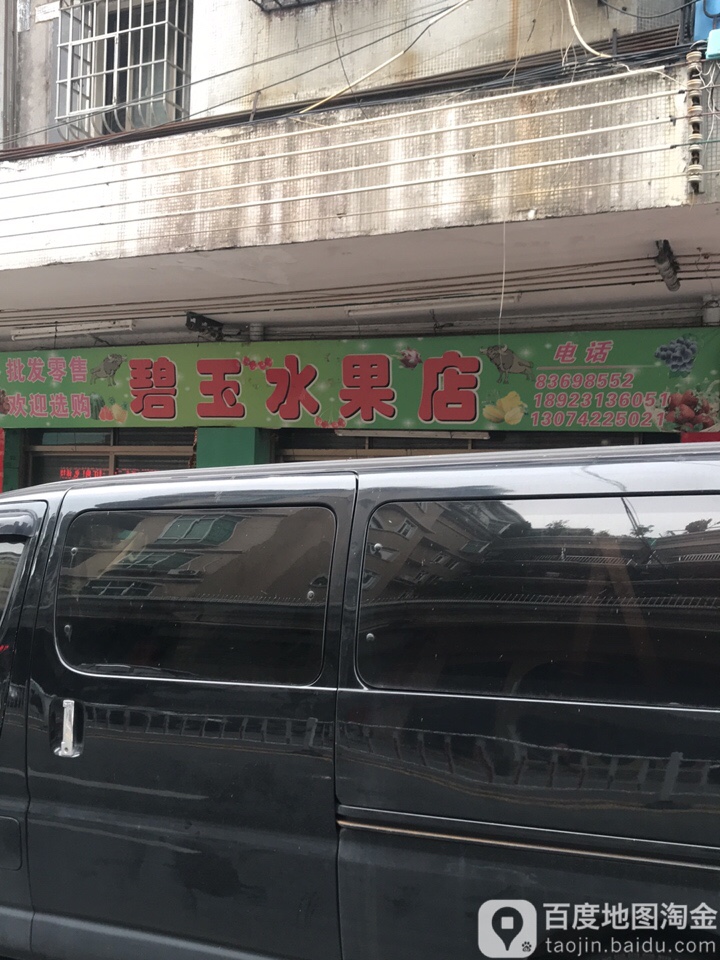 批发零售
欢迎选购
碧玉水果店
电话
83698552
18923136051
13074225021
百度地图淘金
taojin.baidu.com